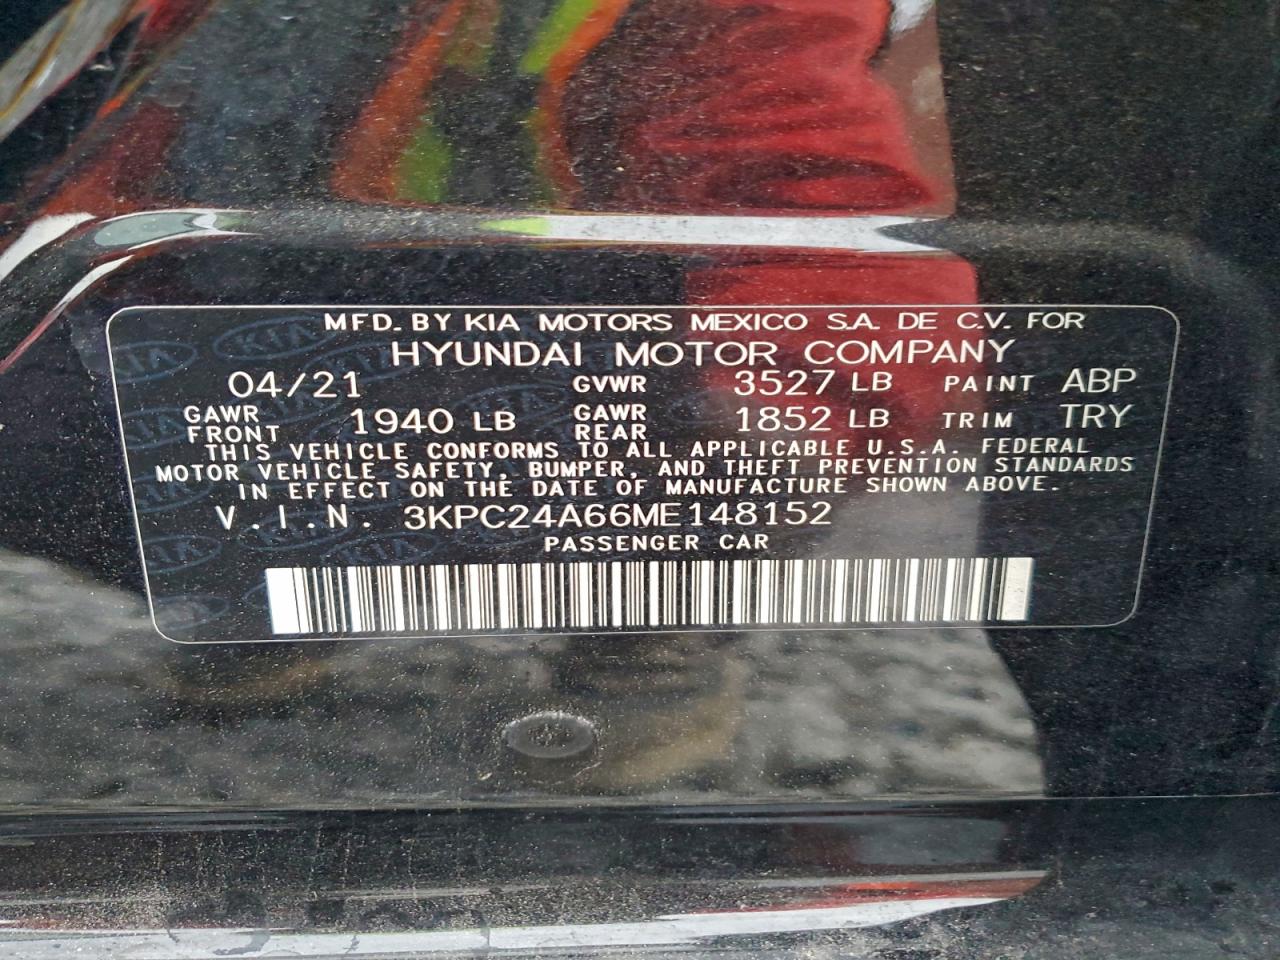 MFD. BY KIA MOTORS MEXICO S.A. DE C.V. FOR
HYUNDAI MOTOR COMPANY
04/21 GVWR 3527 LB PAINT ABP
GAWR FRONT 1940 LB GAWR REAR 1852 LB TRIM TRY
THIS VEHICLE CONFORMS TO ALL APPLICABLE U.S.A. FEDERAL
MOTOR VEHICLE SAFETY, BUMPER, AND THEFT PREVENTION STANDARDS
IN EFFECT ON THE DATE OF MANUFACTURE SHOWN ABOVE.
V.I.N. 3KPC24A66ME148152
PASSENGER CAR